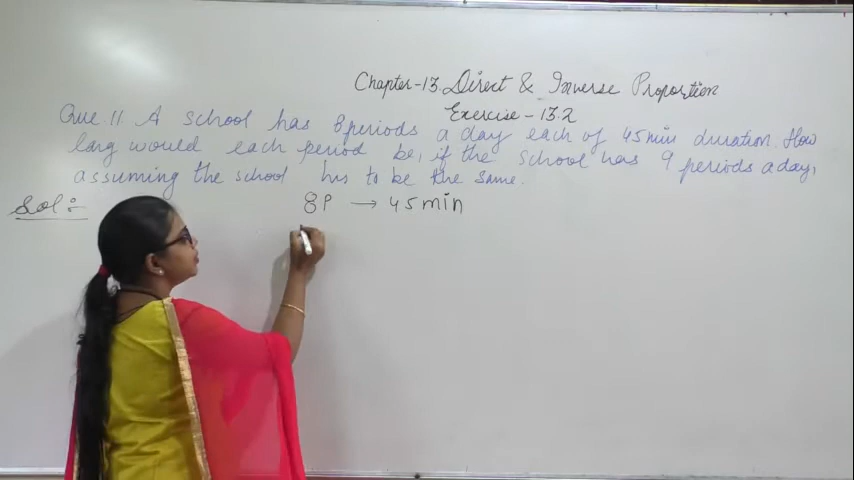 Chapter-13. Direct & Inverse Proportion
Exercise - 13.2
Que. 11. A school has 8 periods a day each of 45 min duration. How
long would each period be, if the school has 9 periods a day,
assuming the school hrs to be the same.
Sol :-
8P → 45 min